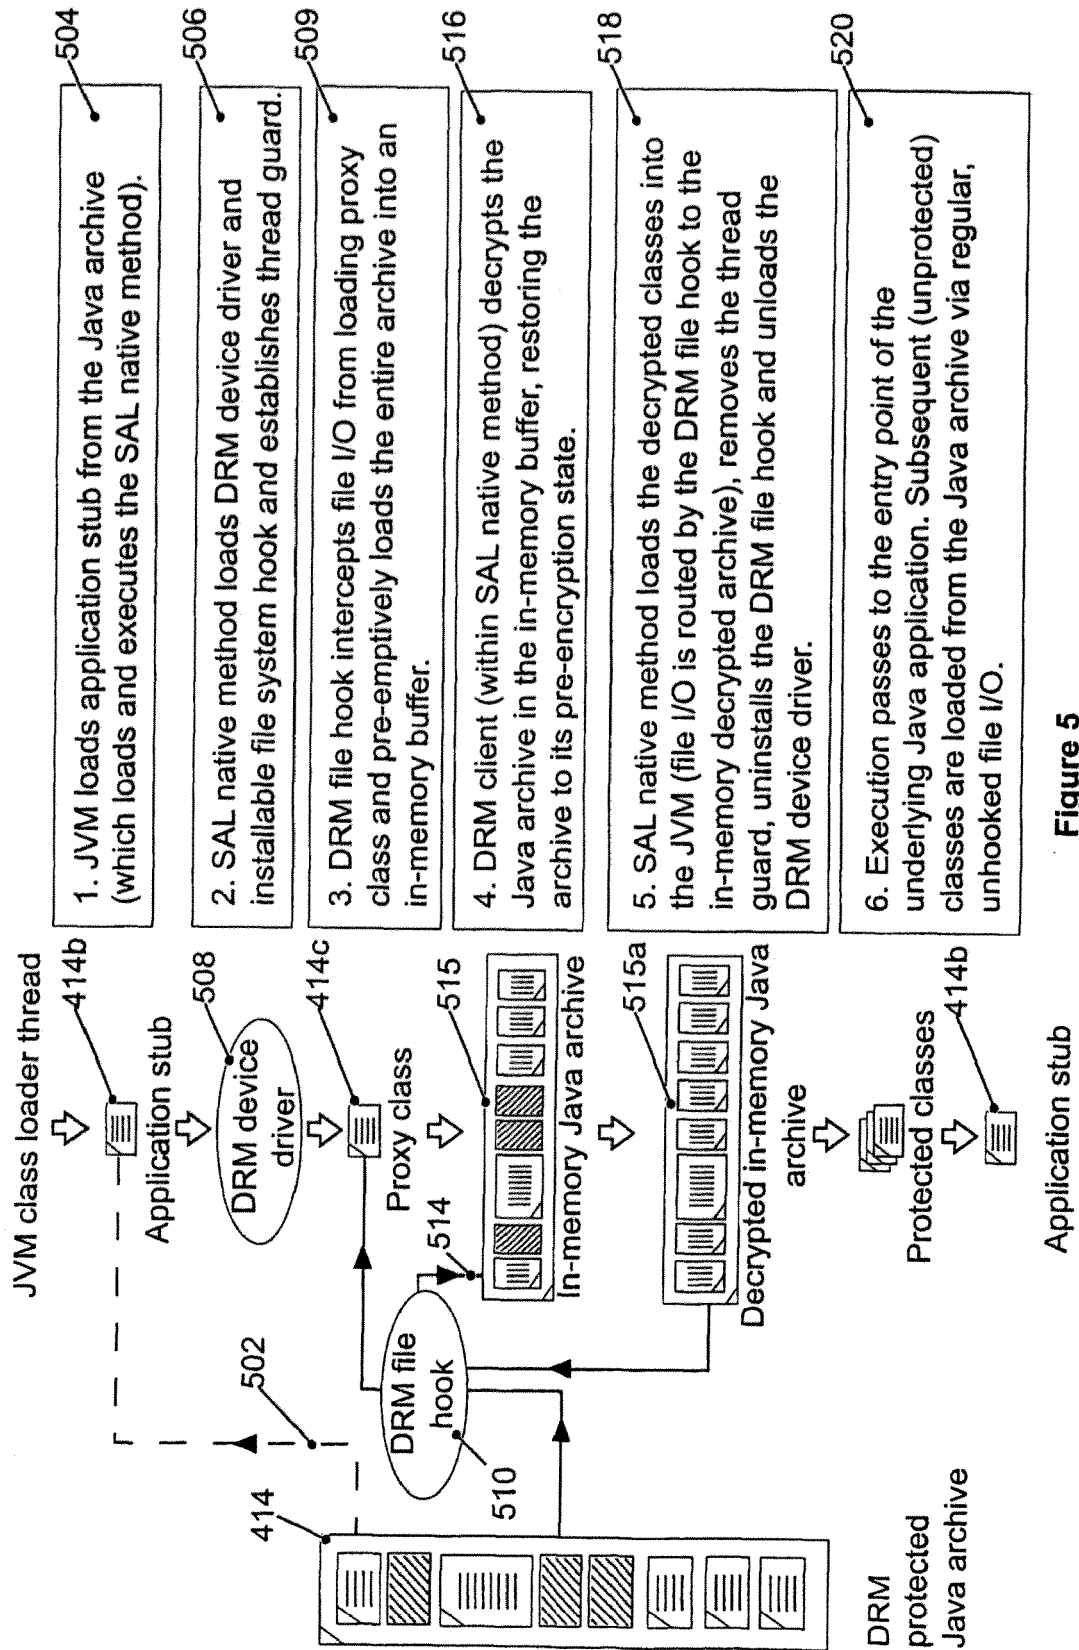 JVM class loader thread
414b
Application stub
508
DRM device
driver
414c
Proxy class
515
In-memory Java archive
514
515a
Decrypted in-memory Java
archive
Protected classes
414b
Application stub
502
DRM file
hook
510
414
DRM
protected
Java archive
504
1. JVM loads application stub from the Java archive
(which loads and executes the SAL native method).
506
2. SAL native method loads DRM device driver and
installable file system hook and establishes thread guard.
509
3. DRM file hook intercepts file I/O from loading proxy
class and pre-emptively loads the entire archive into an
in-memory buffer.
516
4. DRM client (within SAL native method) decrypts the
Java archive in the in-memory buffer, restoring the
archive to its pre-encryption state.
518
5. SAL native method loads the decrypted classes into
the JVM (file I/O is routed by the DRM file hook to the
in-memory decrypted archive), removes the thread
guard, uninstalls the DRM file hook and unloads the
DRM device driver.
520
6. Execution passes to the entry point of the
underlying Java application. Subsequent (unprotected)
classes are loaded from the Java archive via regular,
unhooked file I/O.
Figure 5